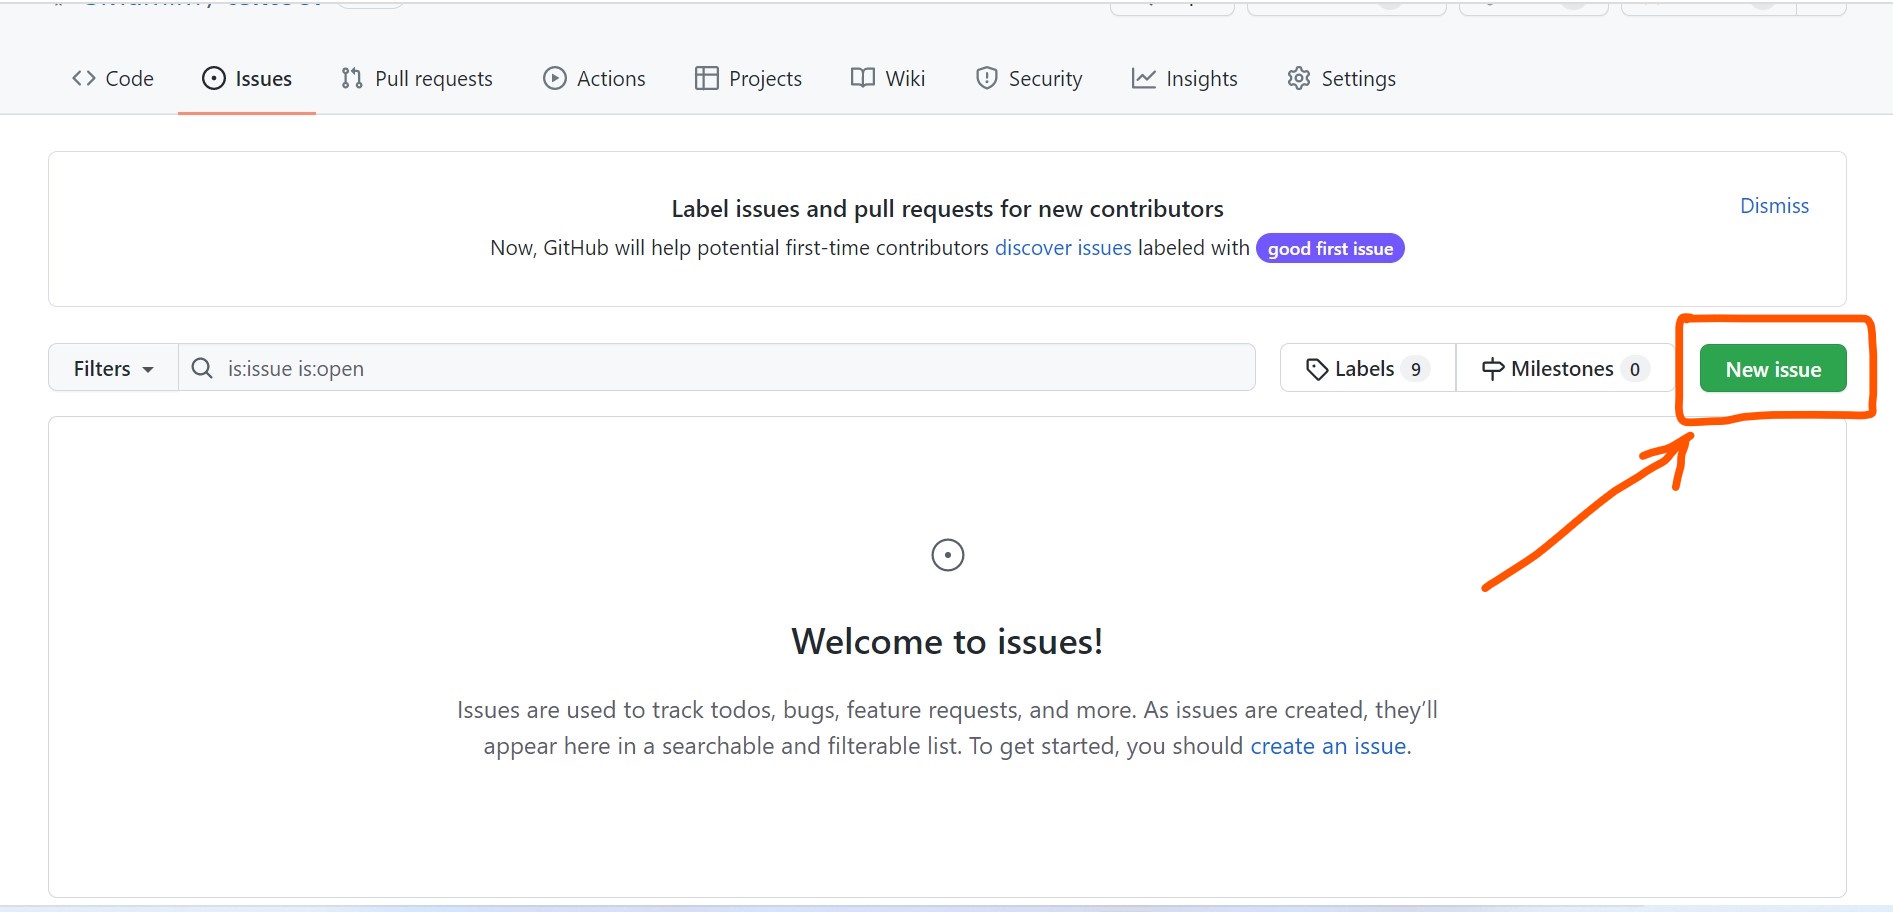 Code Issues Pull requests Actions Projects Wiki Security Insights Settings
Label issues and pull requests for new contributors
Dismiss
Now, GitHub will help potential first-time contributors discover issues labeled with good first issue
Filters is:issue is:open Labels 9 Milestones 0 New issue
Welcome to issues!
Issues are used to track todos, bugs, feature requests, and more. As issues are created, they’ll
appear here in a searchable and filterable list. To get started, you should create an issue.